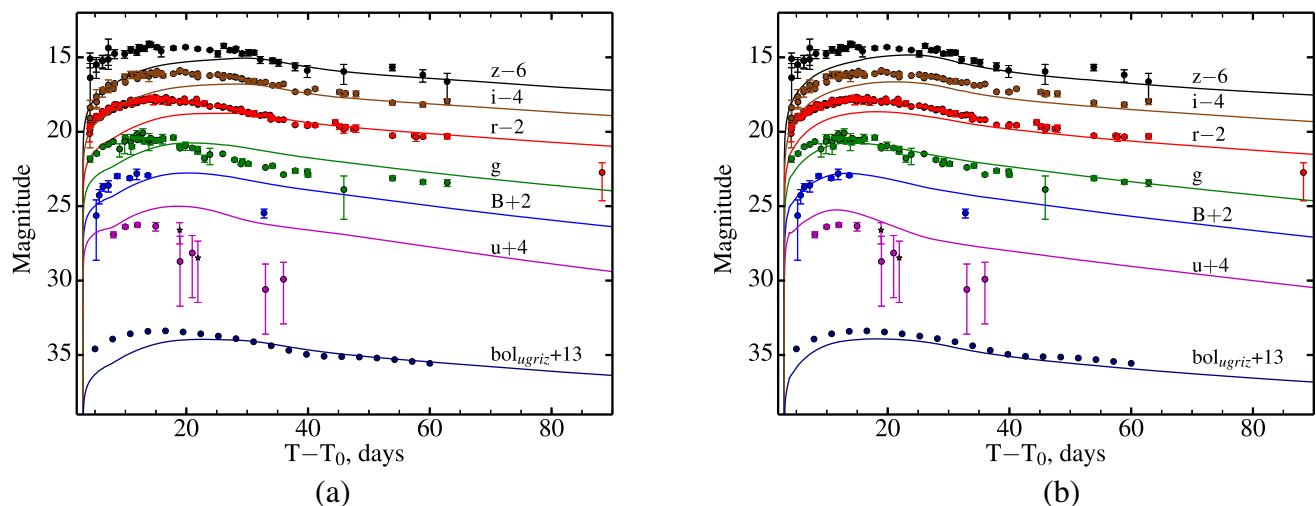 15
20
25
30
35
Magnitude
z−6
i−4
r−2
g
B+2
u+4
bol_ugriz+13
20
40
60
80
T−T₀, days
(a)
15
20
25
30
35
Magnitude
z−6
i−4
r−2
g
B+2
u+4
bol_ugriz+13
20
40
60
80
T−T₀, days
(b)